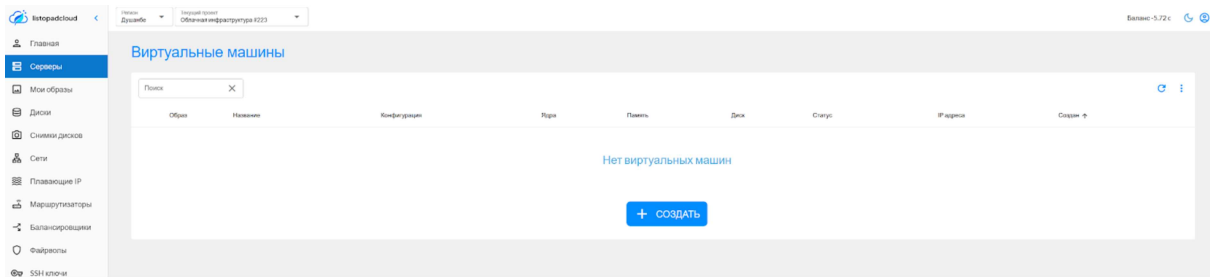 listopadcloud
Регион
Душанбе
Текущий проект
Облачная инфраструктура #223
Баланс -5.72 с
Главная
Серверы
Мои образы
Диски
Снимки дисков
Сети
Плавающие IP
Маршрутизаторы
Балансировщики
Файрволы
SSH ключи
Виртуальные машины
Поиск
Образ Название Конфигурация Ядра Память Диск Статус IP адреса Создан
Нет виртуальных машин
СОЗДАТЬ